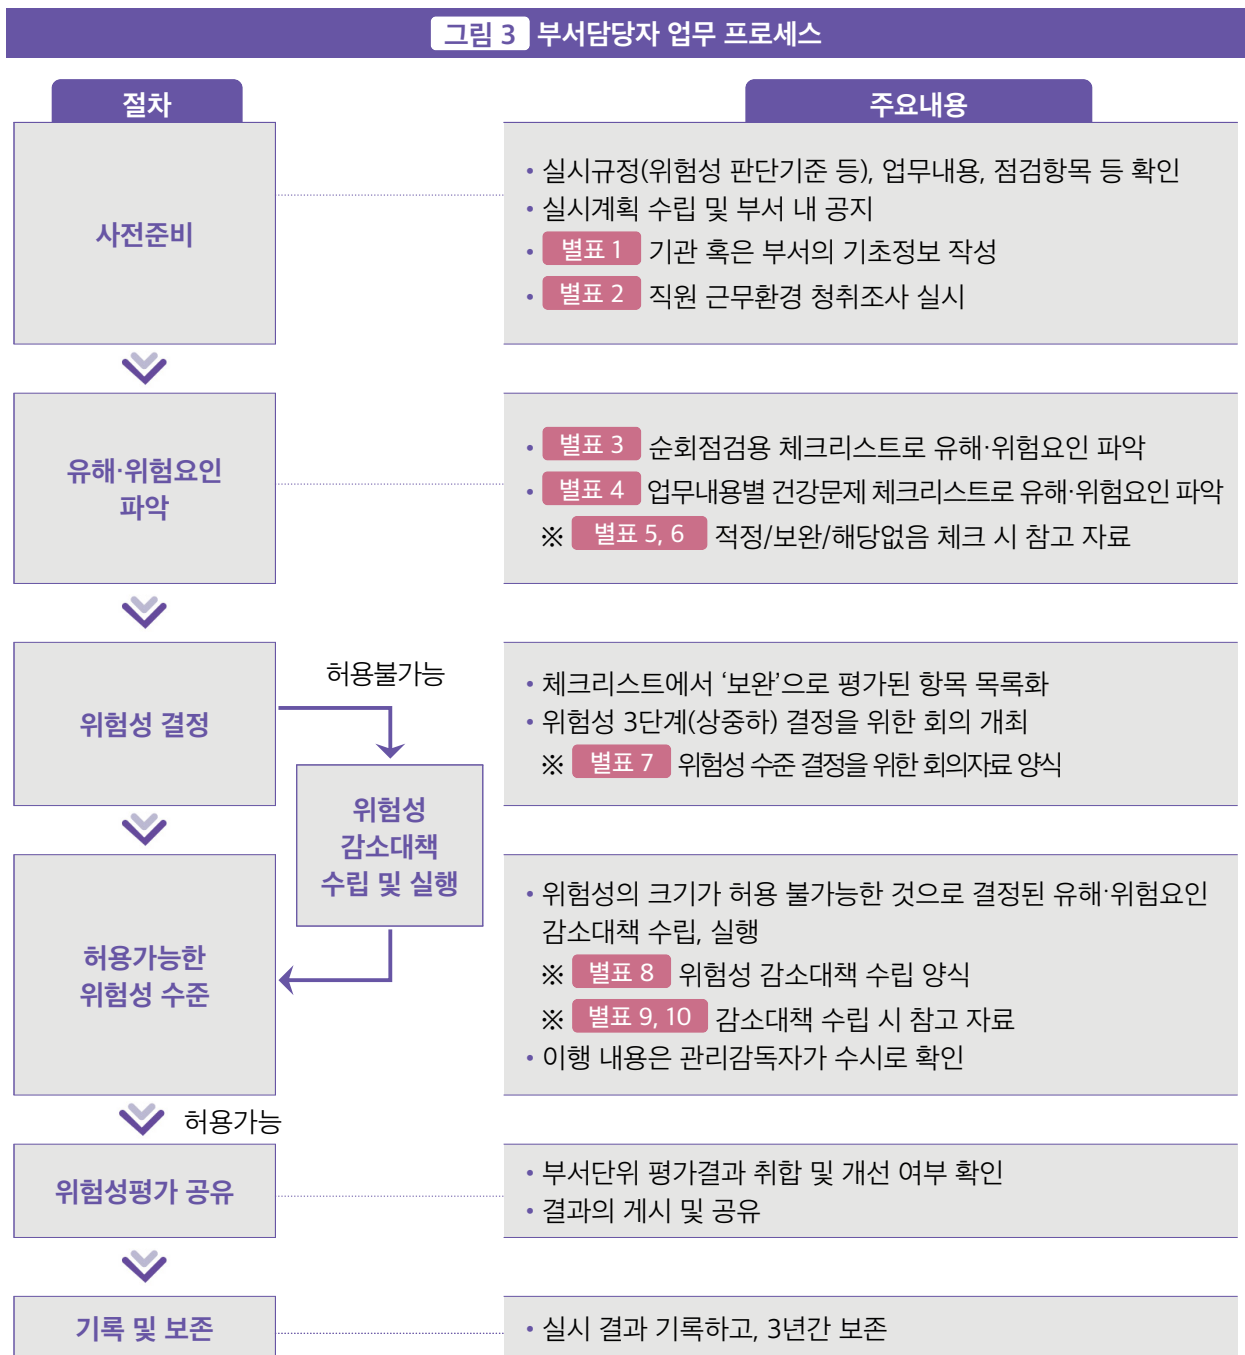 그림 3 부서담당자 업무 프로세스
절차
주요내용
사전준비
• 실시규정(위험성 판단기준 등), 업무내용, 점검항목 등 확인
• 실시계획 수립 및 부서 내 공지
• 별표 1 기관 혹은 부서의 기초정보 작성
• 별표 2 직원 근무환경 청취조사 실시
유해·위험요인
파악
• 별표 3 순회점검용 체크리스트로 유해·위험요인 파악
• 별표 4 업무내용별 건강문제 체크리스트로 유해·위험요인 파악
※ 별표 5, 6 적정/보완/해당없음 체크 시 참고 자료
위험성 결정
허용불가능
• 체크리스트에서 ‘보완’으로 평가된 항목 목록화
• 위험성 3단계(상중하) 결정을 위한 회의 개최
※ 별표 7 위험성 수준 결정을 위한 회의자료 양식
위험성
감소대책
수립 및 실행
허용가능한
위험성 수준
• 위험성의 크기가 허용 불가능한 것으로 결정된 유해·위험요인
감소대책 수립, 실행
※ 별표 8 위험성 감소대책 수립 양식
※ 별표 9, 10 감소대책 수립 시 참고 자료
• 이행 내용은 관리감독자가 수시로 확인
허용가능
위험성평가 공유
• 부서단위 평가결과 취합 및 개선 여부 확인
• 결과의 게시 및 공유
기록 및 보존
• 실시 결과 기록하고, 3년간 보존